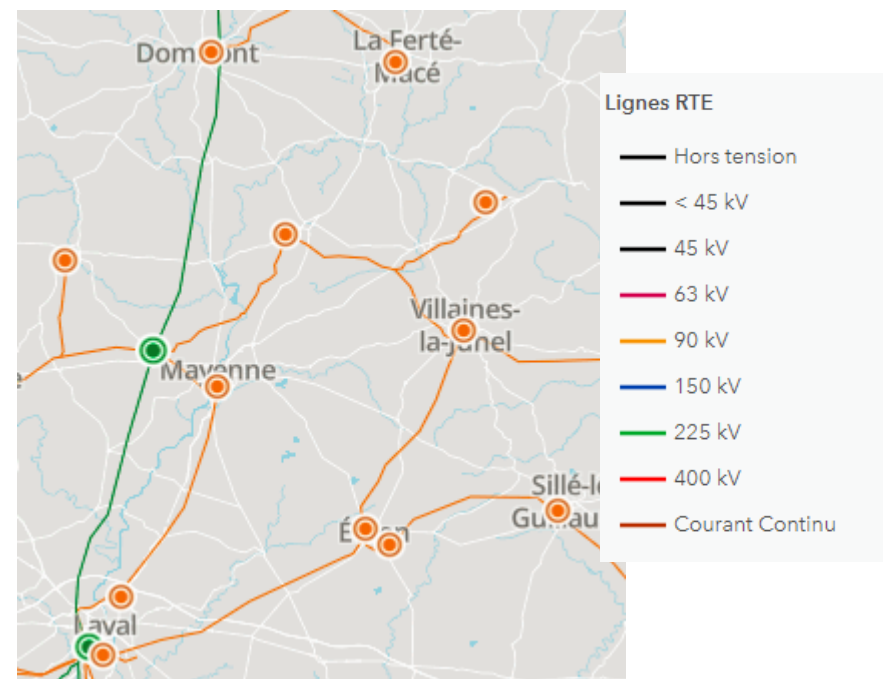 Domfront
La Ferté-
Macé
Lignes RTE
Hors tension
< 45 kV
45 kV
63 kV
90 kV
150 kV
225 kV
400 kV
Courant Continu
Villaines-
la-Juhel
Mayenne
Sillé-le
Guillau
Évron
Laval